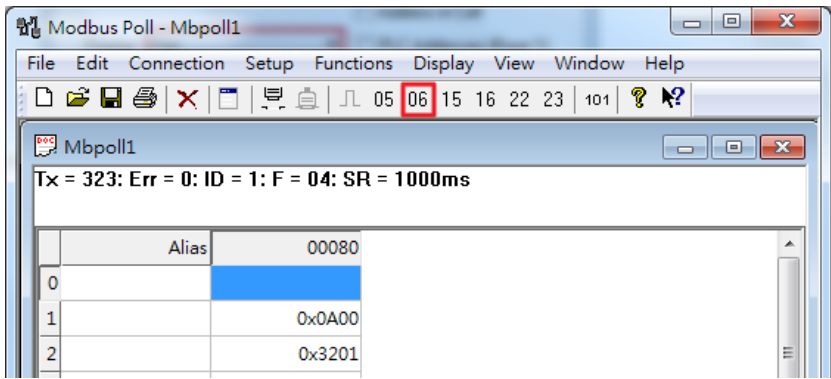 Modbus Poll - Mbpoll1
File Edit Connection Setup Functions Display View Window Help
05 06 15 16 22 23 101
Mbpoll1
Tx = 323: Err = 0: ID = 1: F = 04: SR = 1000ms
Alias 00080
0
1 0x0A00
2 0x3201